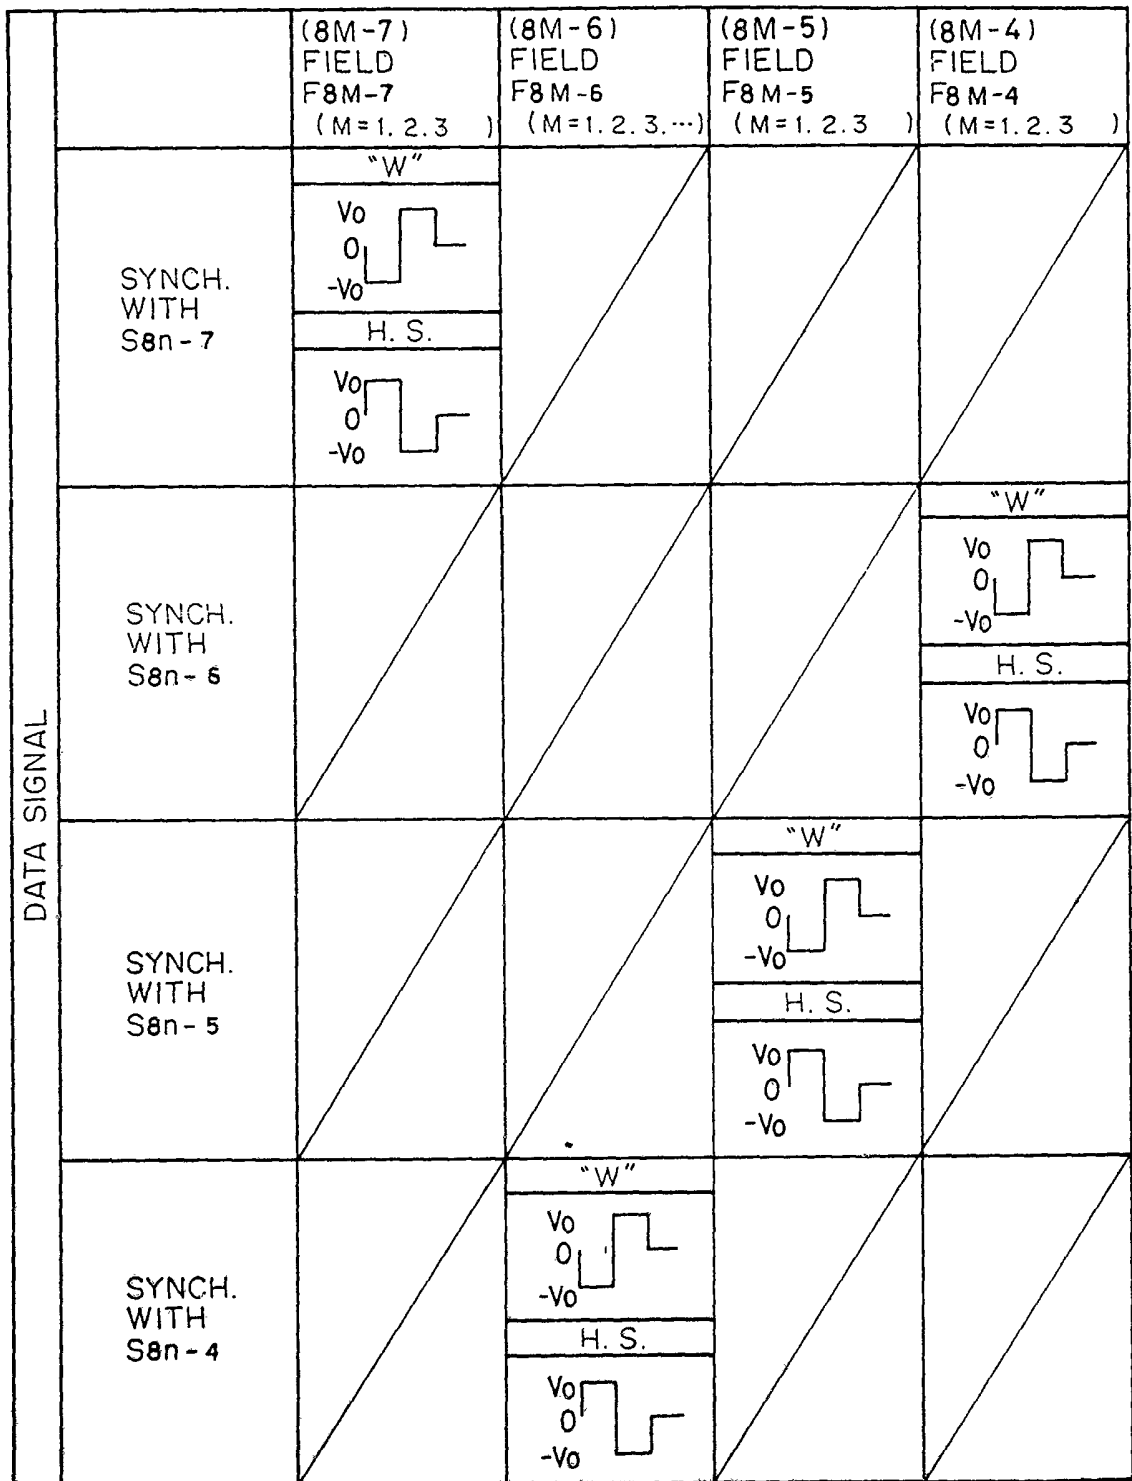 (8M-7)
FIELD
F8M-7
(M=1.2.3 )
(8M-6)
FIELD
F8M-6
(M=1.2.3.…)
(8M-5)
FIELD
F8M-5
(M=1.2.3 )
(8M-4)
FIELD
F8M-4
(M=1.2.3 )
DATA SIGNAL
SYNCH.
WITH
S8n-7
"W"
Vo
0
-Vo
H. S.
Vo
0
-Vo
SYNCH.
WITH
S8n-6
"W"
Vo
0
-Vo
H. S.
Vo
0
-Vo
SYNCH.
WITH
S8n-5
"W"
Vo
0
-Vo
H. S.
Vo
0
-Vo
SYNCH.
WITH
S8n-4
"W"
Vo
0
-Vo
H. S.
Vo
0
-Vo